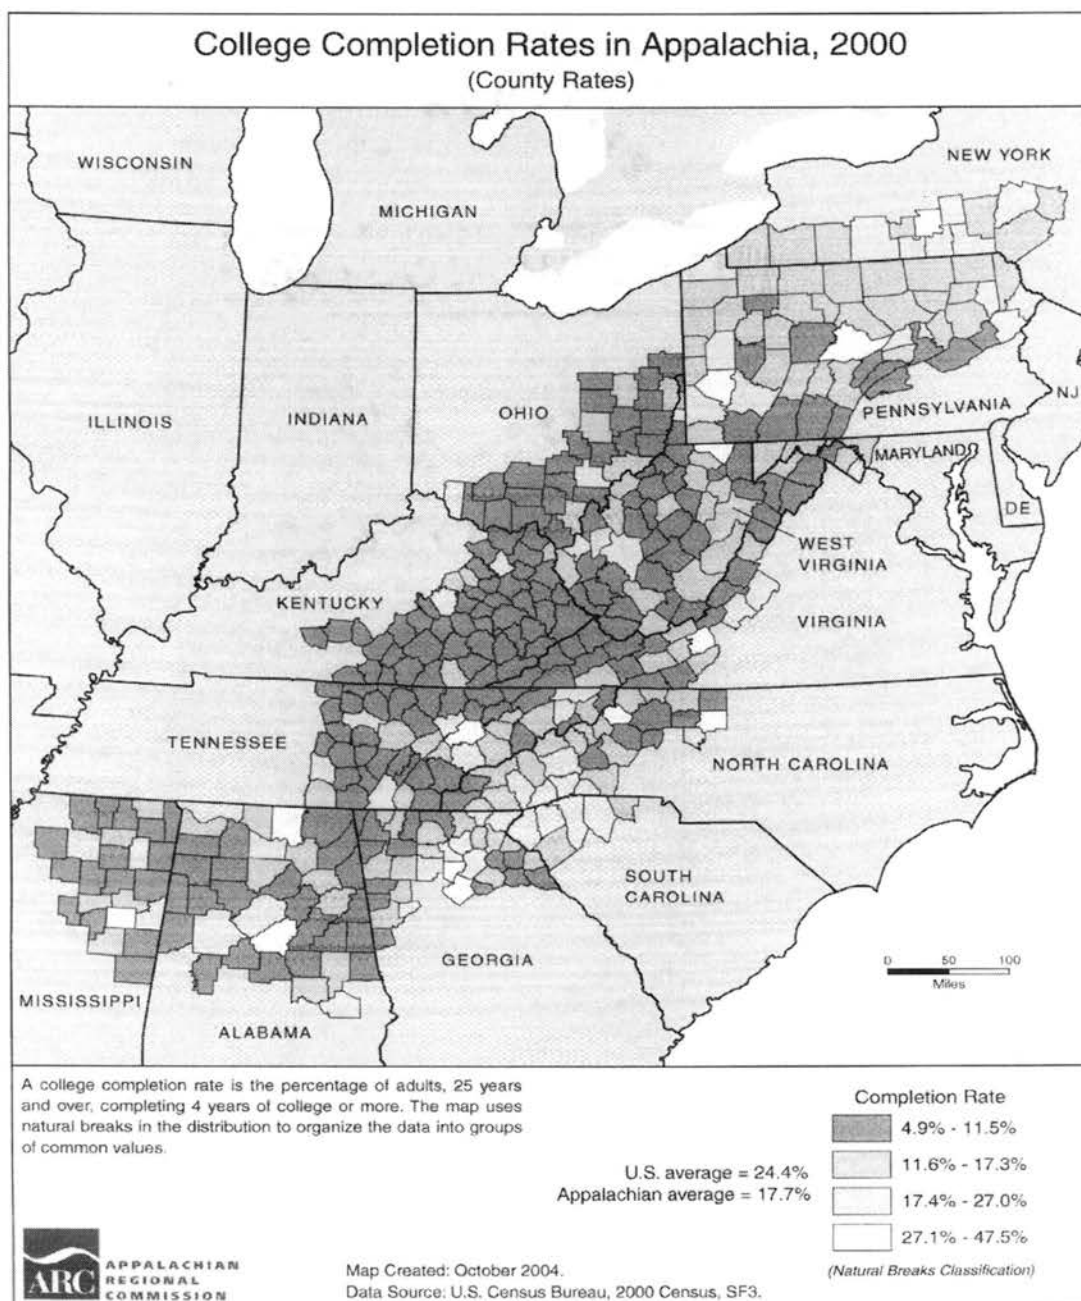 College Completion Rates in Appalachia, 2000
(County Rates)
WISCONSIN
NEW YORK
MICHIGAN
ILLINOIS
INDIANA
OHIO
PENNSYLVANIA
NJ
MARYLAND
DE
WEST
VIRGINIA
KENTUCKY
VIRGINIA
TENNESSEE
NORTH CAROLINA
SOUTH
CAROLINA
GEORGIA
MISSISSIPPI
ALABAMA
0 50 100
Miles
A college completion rate is the percentage of adults, 25 years
and over, completing 4 years of college or more. The map uses
natural breaks in the distribution to organize the data into groups
of common values.
U.S. average = 24.4%
Appalachian average = 17.7%
Completion Rate
4.9% - 11.5%
11.6% - 17.3%
17.4% - 27.0%
27.1% - 47.5%
(Natural Breaks Classification)
ARC
APPALACHIAN
REGIONAL
COMMISSION
Map Created: October 2004.
Data Source: U.S. Census Bureau, 2000 Census, SF3.